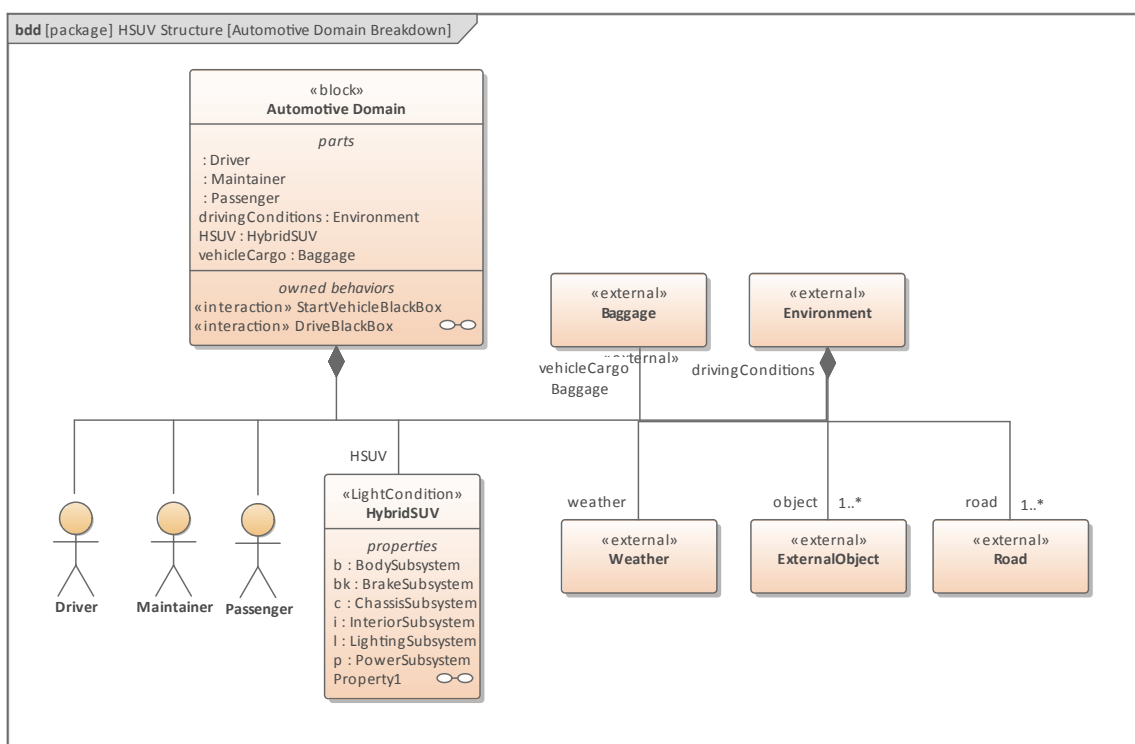 bdd [package] HSUV Structure [Automotive Domain Breakdown]
«block»
Automotive Domain
parts
: Driver
: Maintainer
: Passenger
drivingConditions : Environment
HSUV : HybridSUV
vehicleCargo : Baggage
owned behaviors
«interaction» StartVehicleBlackBox
«interaction» DriveBlackBox
«external»
Baggage
«external»
Environment
«external»
vehicleCargo
Baggage
drivingConditions
HSUV
«LightCondition»
HybridSUV
properties
b : BodySubsystem
bk : BrakeSubsystem
c : ChassisSubsystem
i : InteriorSubsystem
l : LightingSubsystem
p : PowerSubsystem
Property1
Driver
Maintainer
Passenger
weather
object
1..*
road
1..*
«external»
Weather
«external»
ExternalObject
«external»
Road